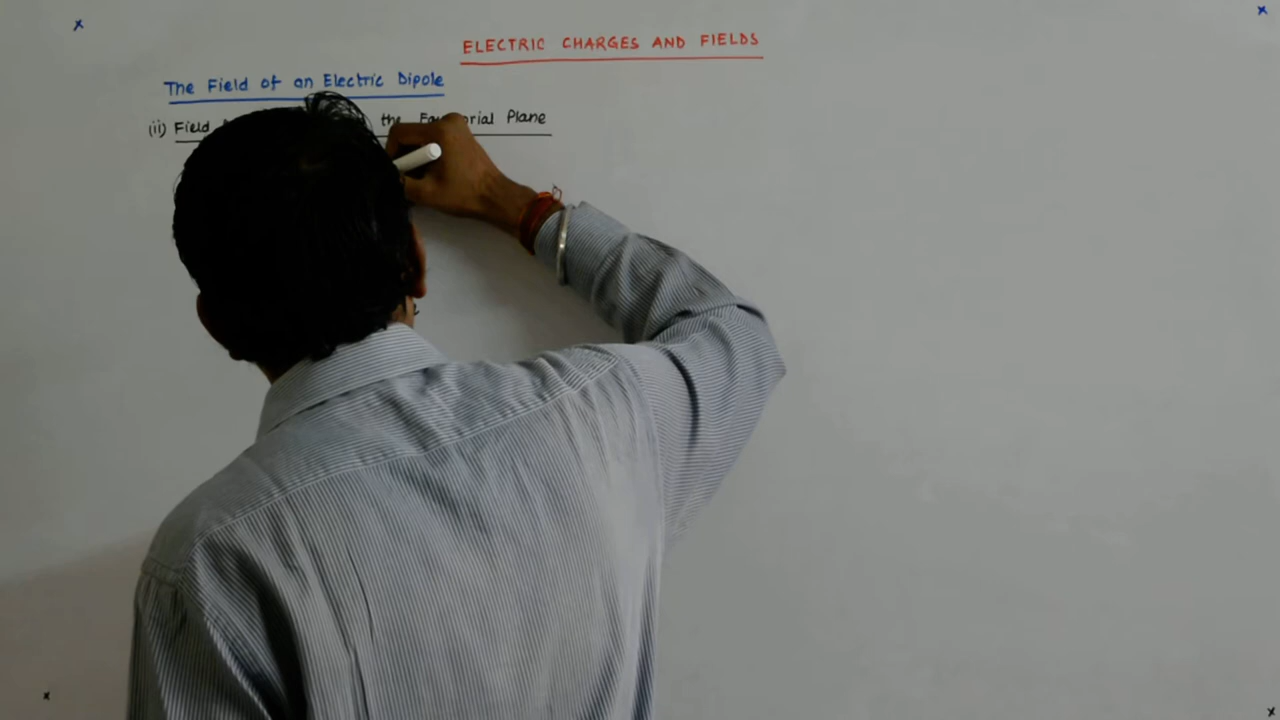 ELECTRIC CHARGES AND FIELDS
The Field of an Electric Dipole
(ii) Field the Plane